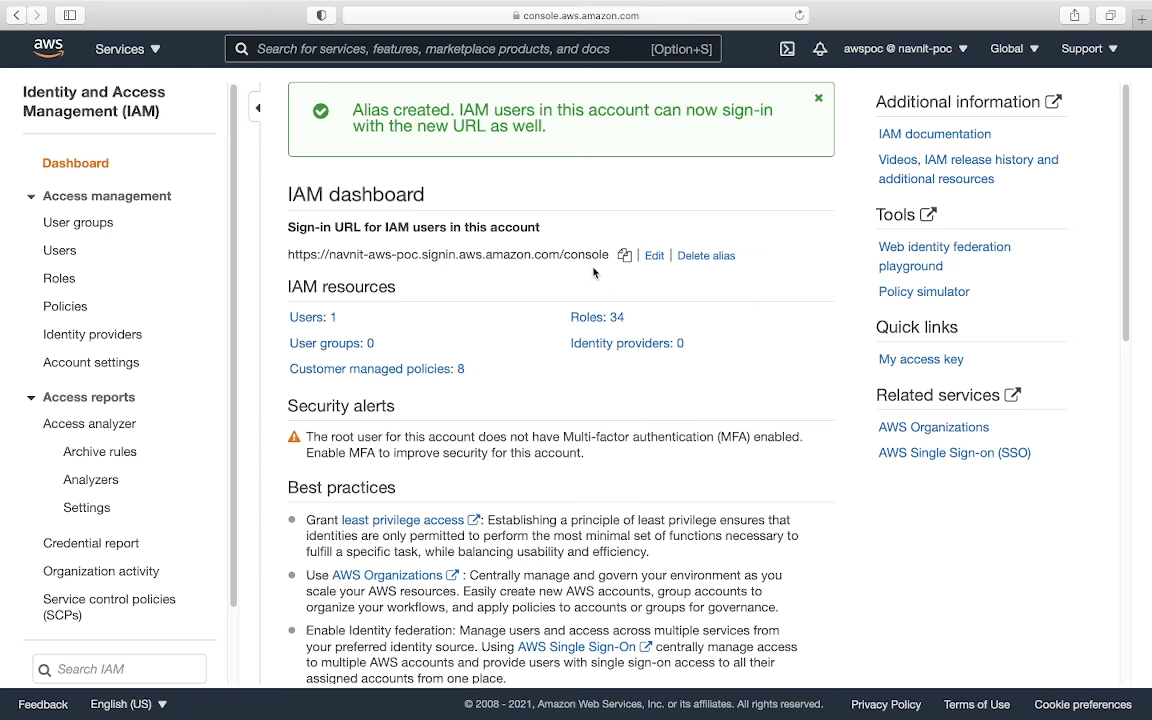 console.aws.amazon.com
aws
Services
Search for services, features, marketplace products, and docs
[Option+S]
awspoc @ navnit-poc
Global
Support
Identity and Access
Management (IAM)
Dashboard
Access management
User groups
Users
Roles
Policies
Identity providers
Account settings
Access reports
Access analyzer
Archive rules
Analyzers
Settings
Credential report
Organization activity
Service control policies
(SCPs)
Search IAM
Alias created. IAM users in this account can now sign-in
with the new URL as well.
IAM dashboard
Sign-in URL for IAM users in this account
https://navnit-aws-poc.signin.aws.amazon.com/console | Edit | Delete alias
IAM resources
Users: 1
Roles: 34
User groups: 0
Identity providers: 0
Customer managed policies: 8
Security alerts
The root user for this account does not have Multi-factor authentication (MFA) enabled.
Enable MFA to improve security for this account.
Best practices
Grant least privilege access : Establishing a principle of least privilege ensures that
identities are only permitted to perform the most minimal set of functions necessary to
fulfill a specific task, while balancing usability and efficiency.
Use AWS Organizations : Centrally manage and govern your environment as you
scale your AWS resources. Easily create new AWS accounts, group accounts to
organize your workflows, and apply policies to accounts or groups for governance.
Enable Identity federation: Manage users and access across multiple services from
your preferred identity source. Using AWS Single Sign-On centrally manage access
to multiple AWS accounts and provide users with single sign-on access to all their
assigned accounts from one place.
Additional information
IAM documentation
Videos, IAM release history and
additional resources
Tools
Web identity federation
playground
Policy simulator
Quick links
My access key
Related services
AWS Organizations
AWS Single Sign-on (SSO)
Feedback
English (US)
© 2008 - 2021, Amazon Web Services, Inc. or its affiliates. All rights reserved.
Privacy Policy
Terms of Use
Cookie preferences